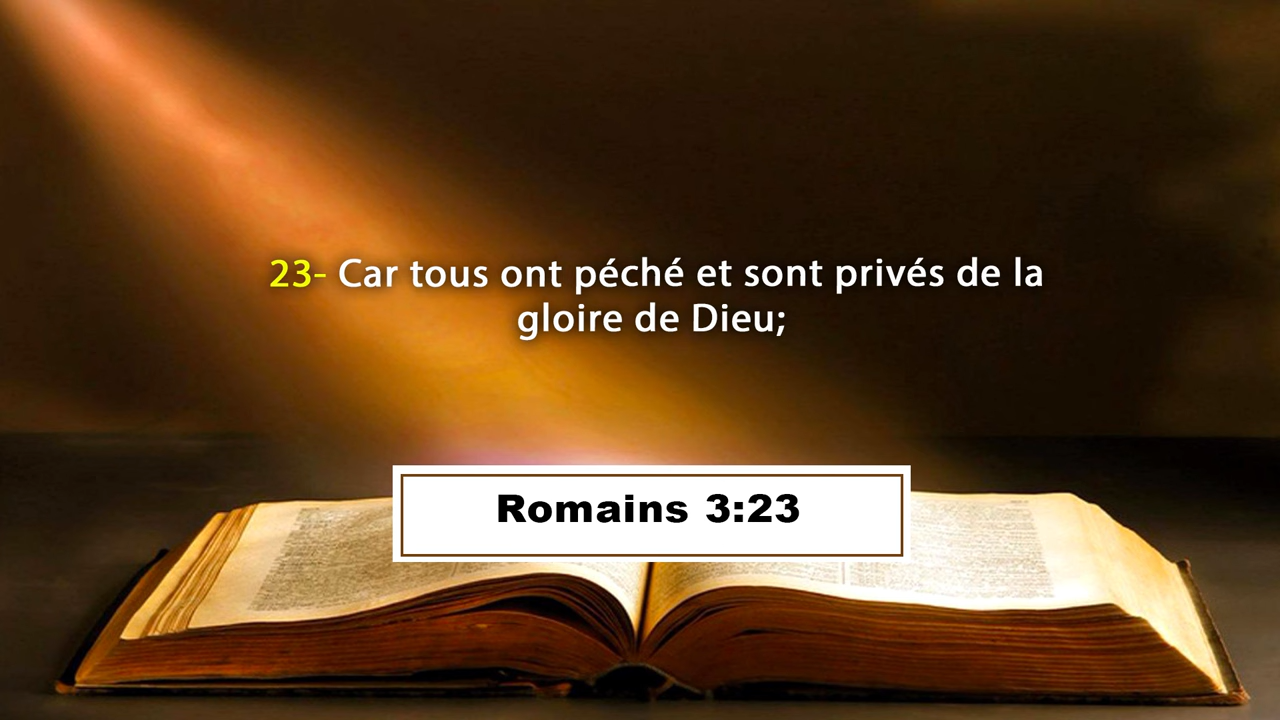 23- Car tous ont péché et sont privés de la
gloire de Dieu;
Romains 3:23